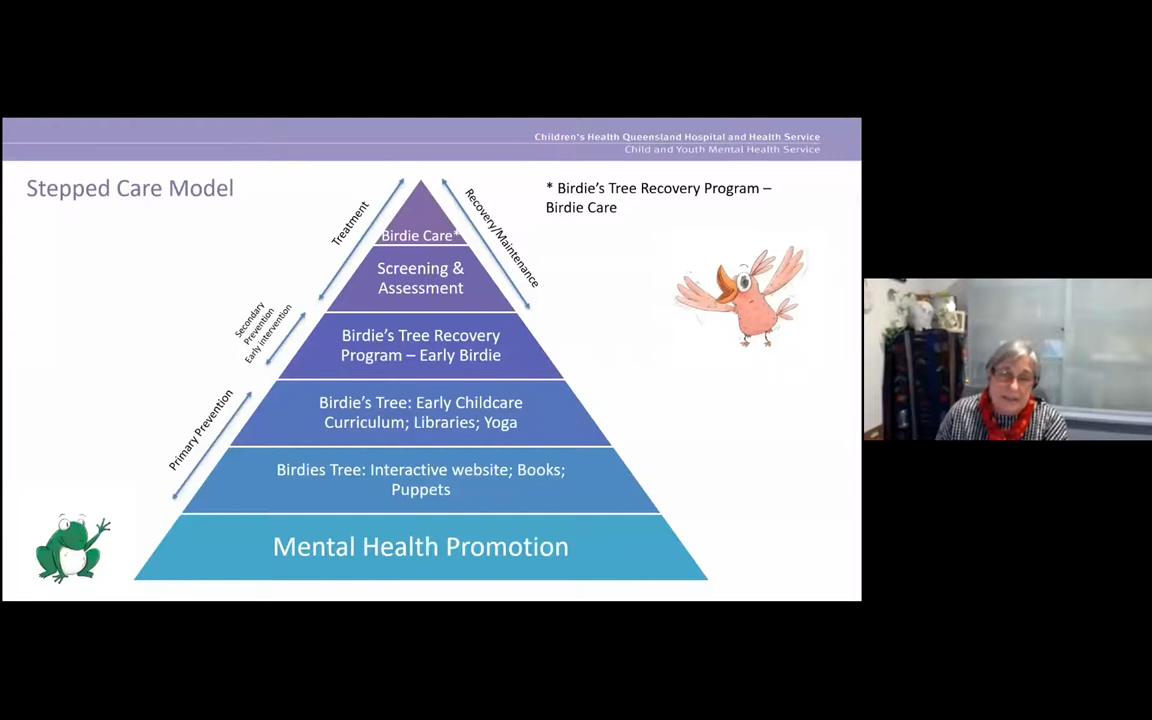 Children's Health Queensland Hospital and Health Service
Child and Youth Mental Health Service
Stepped Care Model
* Birdie's Tree Recovery Program –
Birdie Care
Treatment
Recovery/Maintenance
Birdie Care*
Screening &
Assessment
Secondary
Prevention
Early intervention
Birdie's Tree Recovery
Program – Early Birdie
Primary Prevention
Birdie's Tree: Early Childcare
Curriculum; Libraries; Yoga
Birdies Tree: Interactive website; Books;
Puppets
Mental Health Promotion